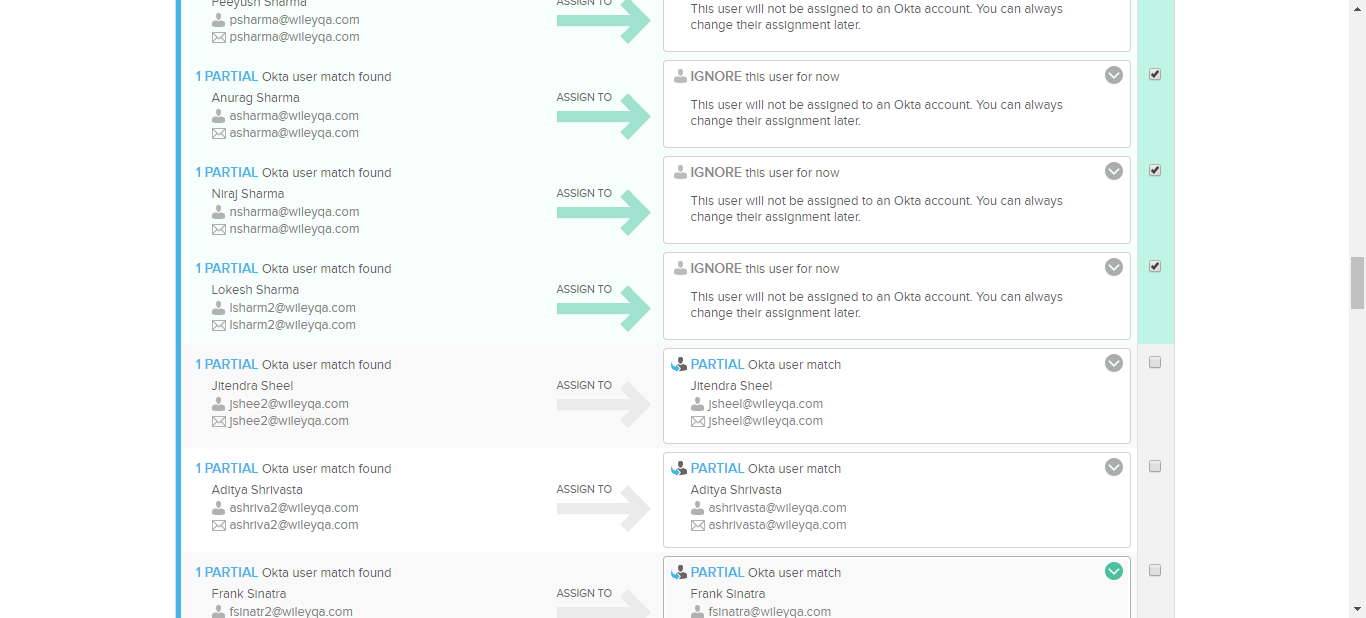 Peeyush Sharma
psharma@wileyqa.com
psharma@wileyqa.com
ASSIGN TO
This user will not be assigned to an Okta account. You can always
change their assignment later.
1 PARTIAL Okta user match found
Anurag Sharma
asharma@wileyqa.com
asharma@wileyqa.com
ASSIGN TO
IGNORE this user for now
This user will not be assigned to an Okta account. You can always
change their assignment later.
1 PARTIAL Okta user match found
Niraj Sharma
nsharma@wileyqa.com
nsharma@wileyqa.com
ASSIGN TO
IGNORE this user for now
This user will not be assigned to an Okta account. You can always
change their assignment later.
1 PARTIAL Okta user match found
Lokesh Sharma
lsharm2@wileyqa.com
lsharm2@wileyqa.com
ASSIGN TO
IGNORE this user for now
This user will not be assigned to an Okta account. You can always
change their assignment later.
1 PARTIAL Okta user match found
Jitendra Sheel
jshee2@wileyqa.com
jshee2@wileyqa.com
ASSIGN TO
PARTIAL Okta user match
Jitendra Sheel
jsheel@wileyqa.com
jsheel@wileyqa.com
1 PARTIAL Okta user match found
Aditya Shrivasta
ashriva2@wileyqa.com
ashriva2@wileyqa.com
ASSIGN TO
PARTIAL Okta user match
Aditya Shrivasta
ashrivasta@wileyqa.com
ashrivasta@wileyqa.com
1 PARTIAL Okta user match found
Frank Sinatra
fsinatr2@wileyqa.com
ASSIGN TO
PARTIAL Okta user match
Frank Sinatra
fsinatra@wileyqa.com